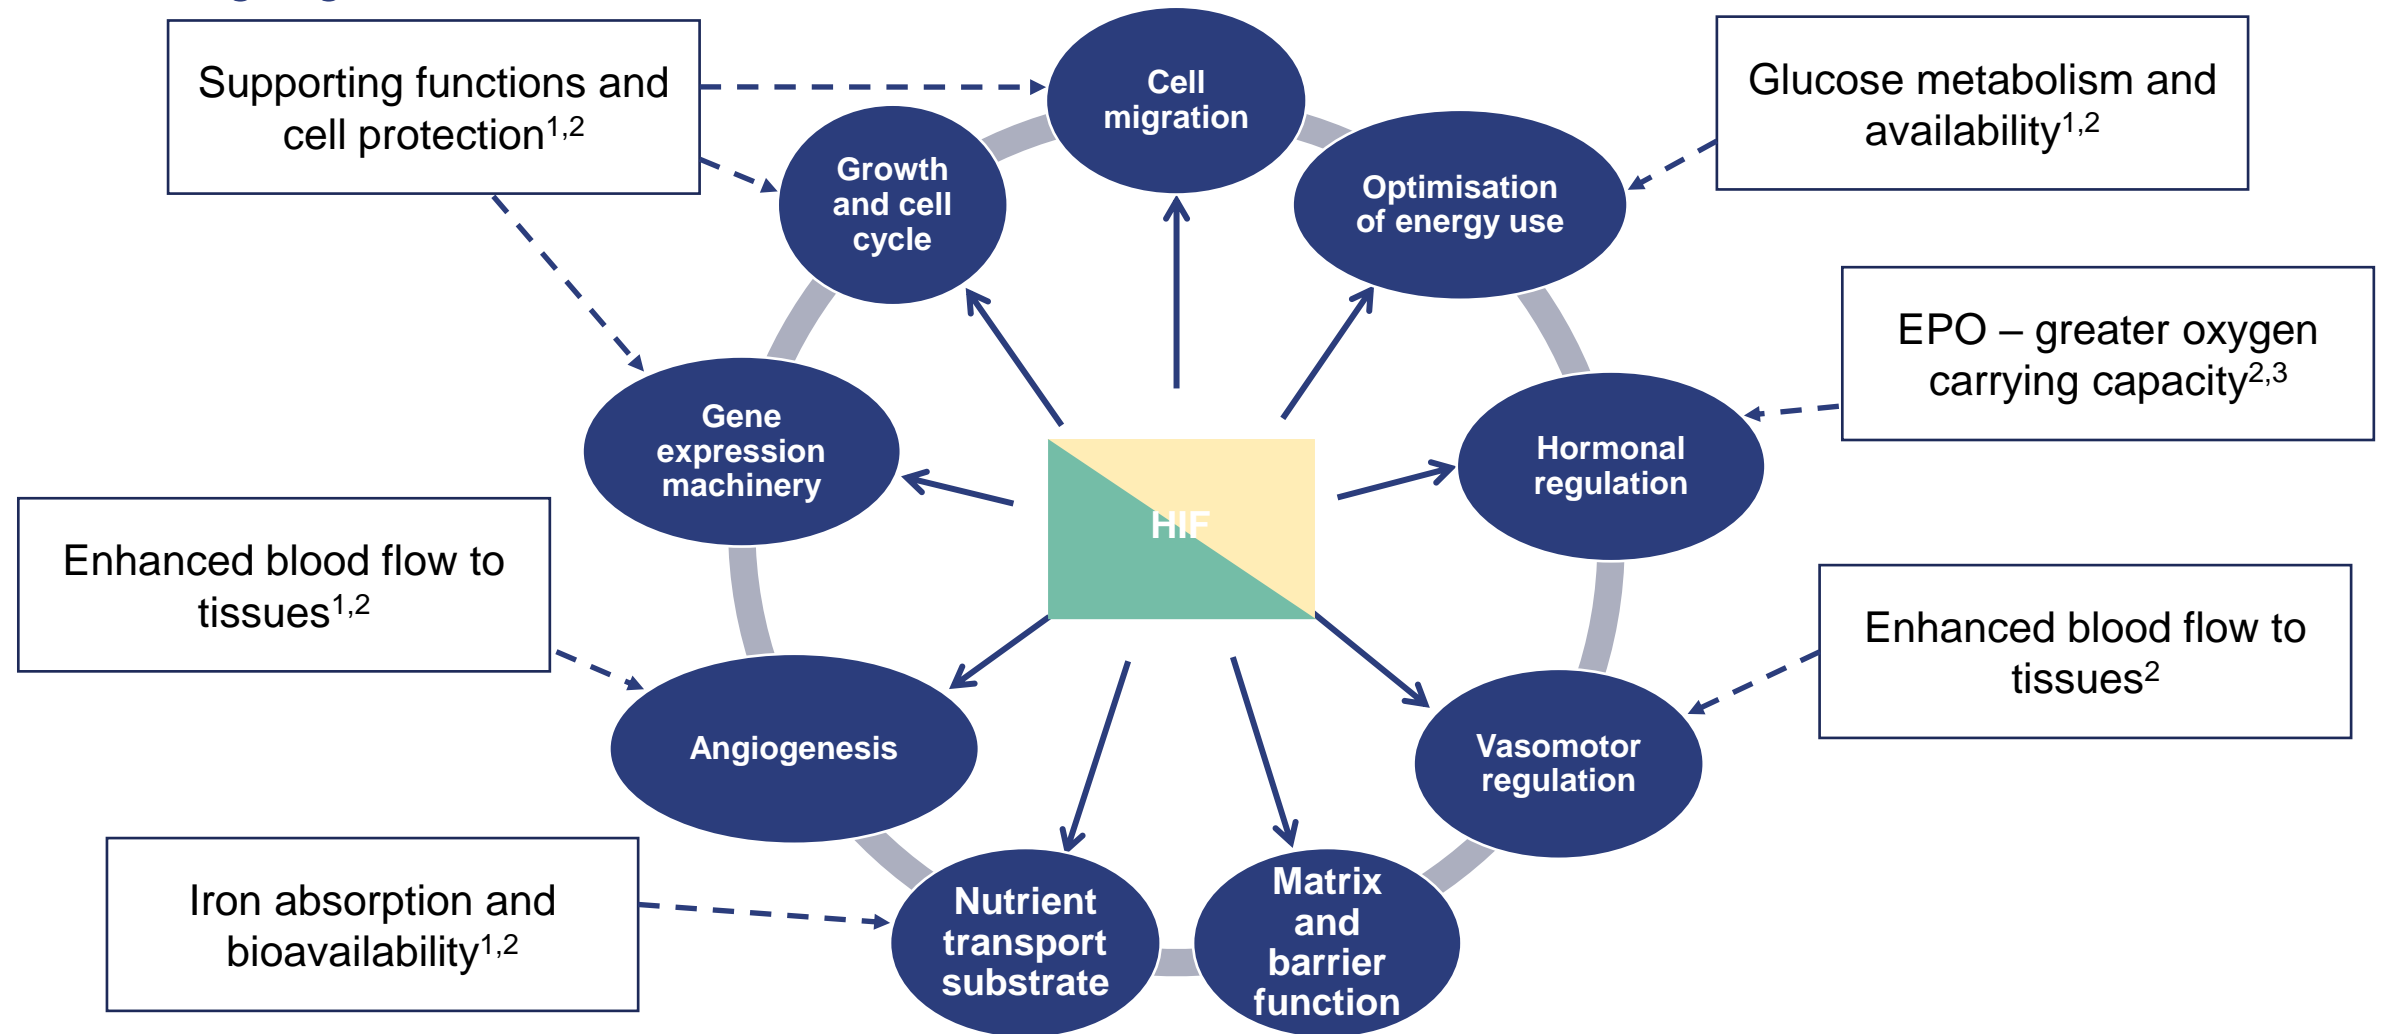 Supporting functions and
cell protection1,2
Cell
migration
Glucose metabolism and
availability1,2
Growth
and cell
cycle
Optimisation
of energy use
EPO – greater oxygen
carrying capacity2,3
Gene
expression
machinery
Hormonal
regulation
HIF
Enhanced blood flow to
tissues1,2
Enhanced blood flow to
tissues2
Angiogenesis
Vasomotor
regulation
Iron absorption and
bioavailability1,2
Nutrient
transport
substrate
Matrix
and
barrier
function